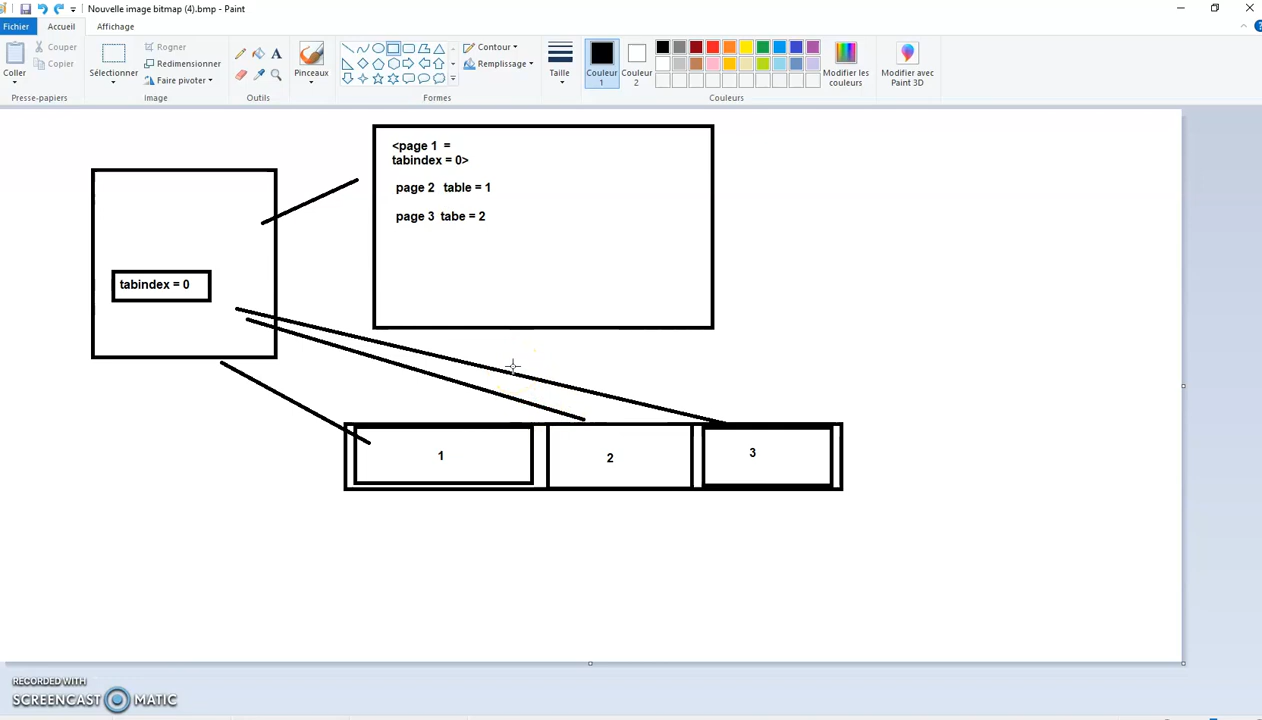 Nouvelle image bitmap (4).bmp - Paint
Fichier Accueil Affichage
Coller
Couper
Copier
Presse-papiers
Sélectionner
Rogner
Redimensionner
Faire pivoter
Image
A
Outils
Pinceaux
Contour
Remplissage
Formes
Taille
Couleur 1
Couleur 2
Modifier les couleurs
Couleurs
Modifier avec Paint 3D
<page 1 =
tabindex = 0>
page 2 table = 1
page 3 tabe = 2
tabindex = 0
1 2 3
RECORDED WITH
SCREENCAST MATIC